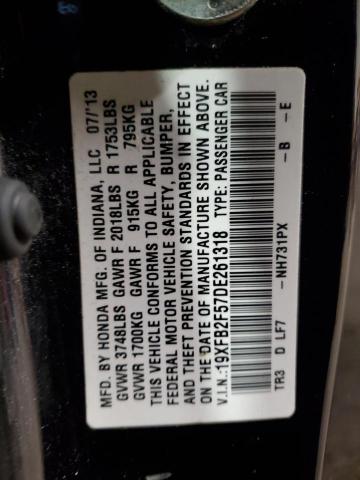 MFD. BY HONDA MFG. OF INDIANA, LLC 07/'13
GVWR 3748LBS GAWR F 2018LBS R 1753LBS
GVWR 1700KG GAWR F 915KG R 795KG
THIS VEHICLE CONFORMS TO ALL APPLICABLE
FEDERAL MOTOR VEHICLE SAFETY, BUMPER,
AND THEFT PREVENTION STANDARDS IN EFFECT
ON THE DATE OF MANUFACTURE SHOWN ABOVE.
V.I.N.:19XFB2F57DE261318 TYPE: PASSENGER CAR
TR3 D LF7 -NH731PX -B -E